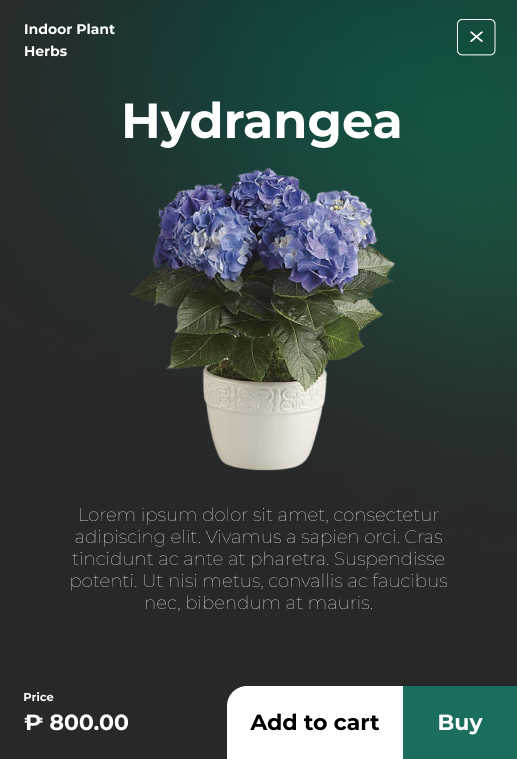 Indoor Plant
Herbs
Hydrangea
Lorem ipsum dolor sit amet, consectetur
adipiscing elit. Vivamus a sapien orci. Cras
tincidunt ac ante at pharetra. Suspendisse
potenti. Ut nisi metus, convallis ac faucibus
nec, bibendum at mauris.
Price
₱ 800.00
Add to cart
Buy